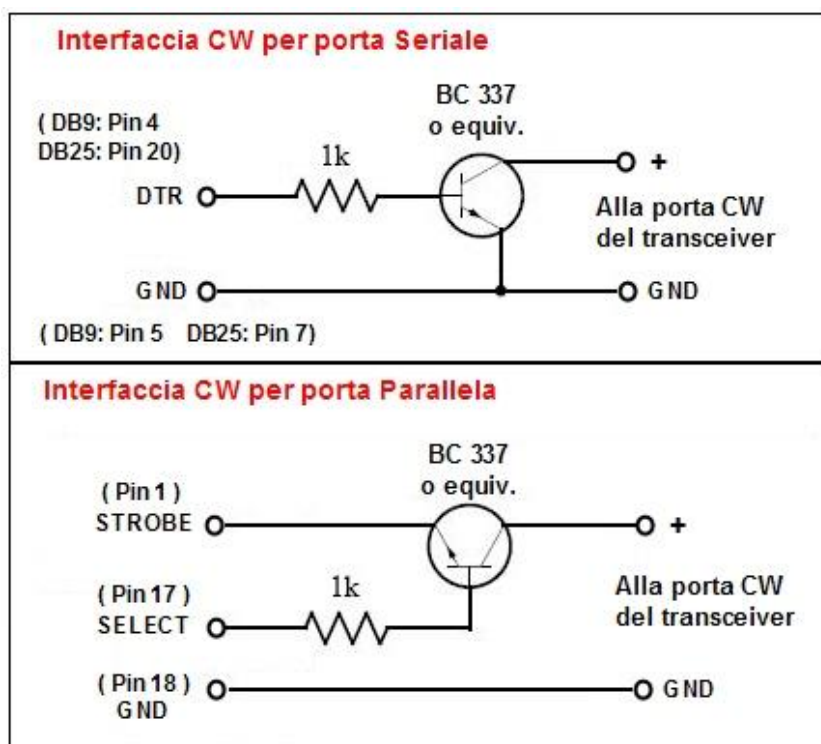 Interfaccia CW per porta Seriale
BC 337
o equiv.
( DB9: Pin 4
DB25: Pin 20)
1k
DTR
+
Alla porta CW
del transceiver
GND
GND
( DB9: Pin 5 DB25: Pin 7)
Interfaccia CW per porta Parallela
BC 337
o equiv.
( Pin 1 )
STROBE
+
( Pin 17 )
SELECT
1k
Alla porta CW
del transceiver
( Pin 18 )
GND
GND